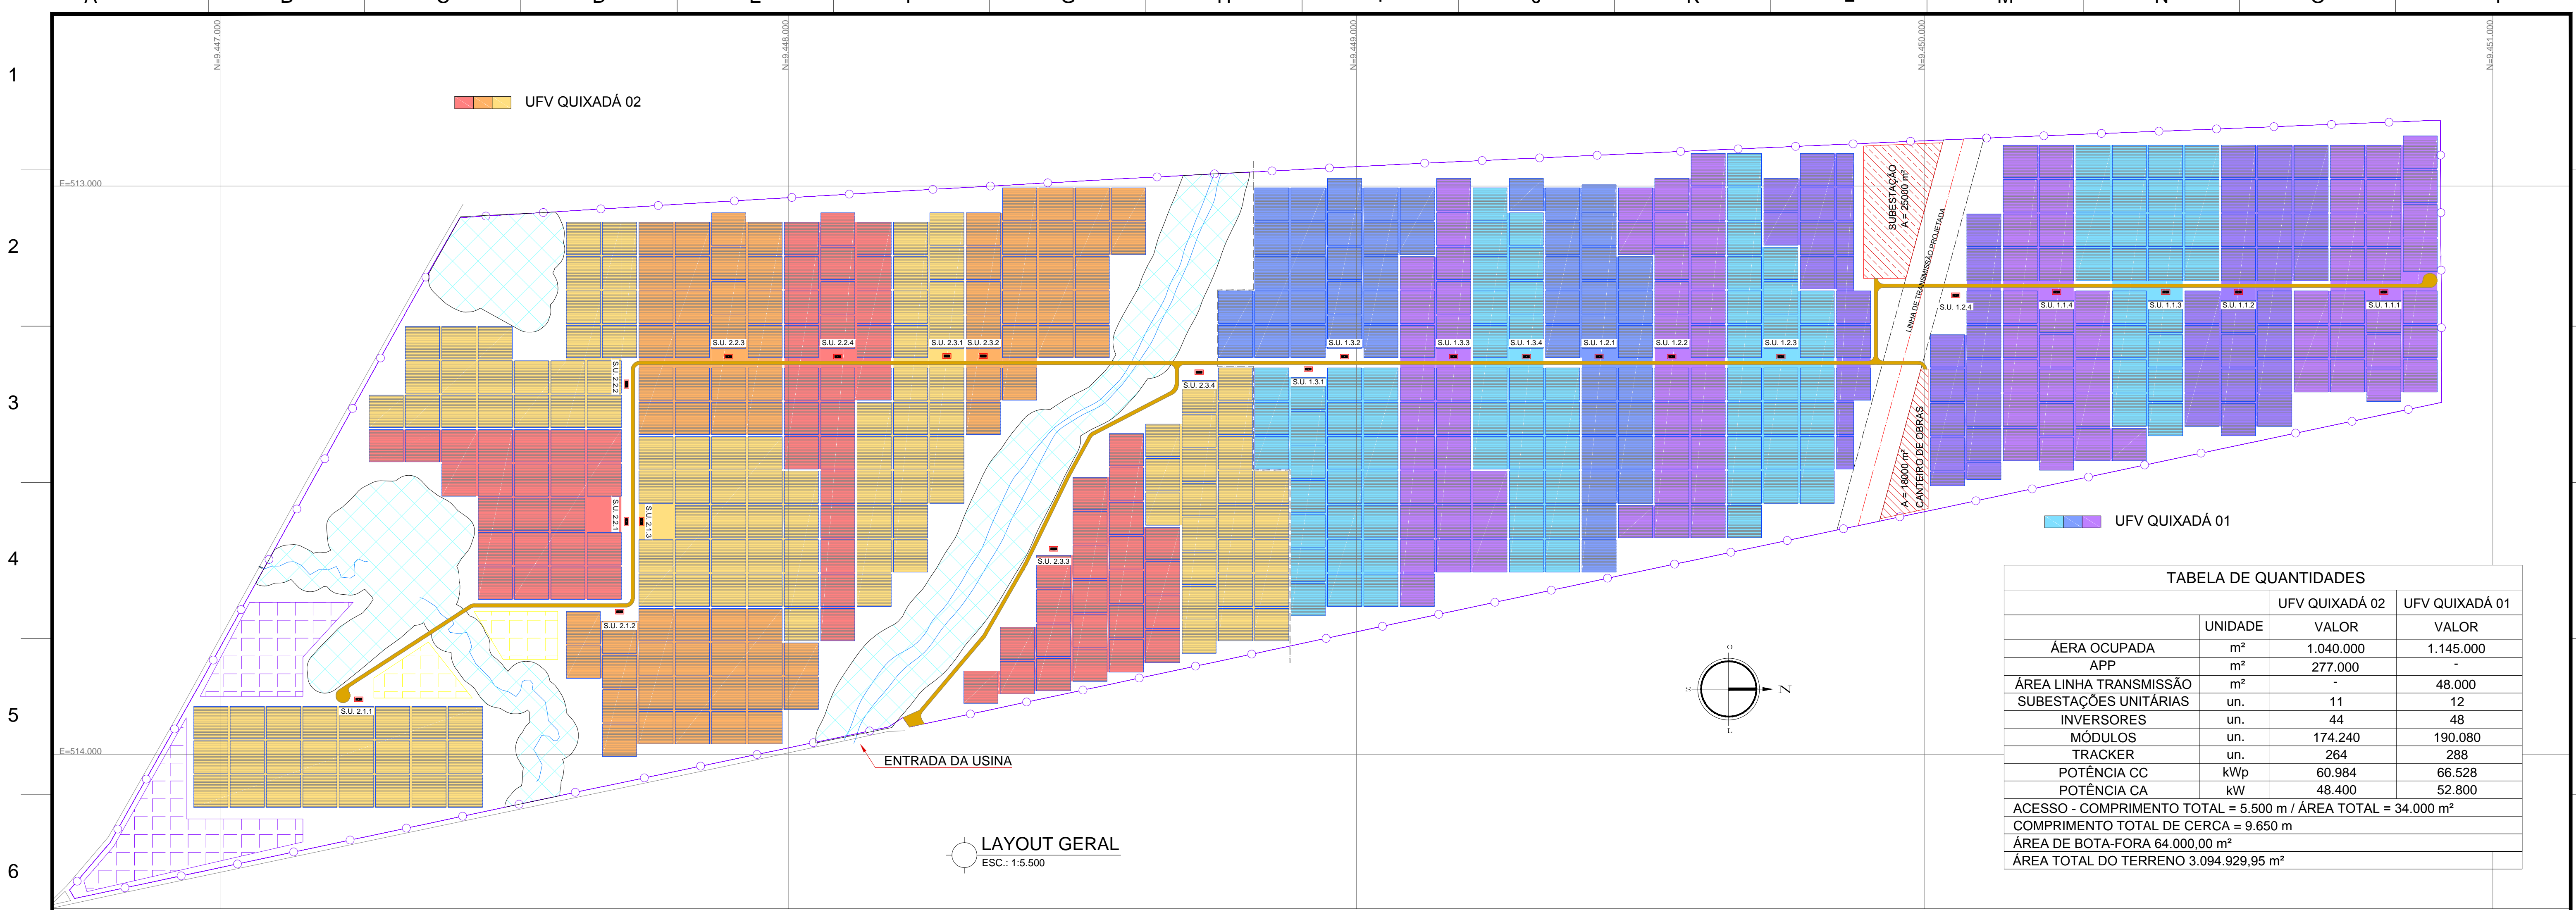 1
2
3
4
5
6
N=9.447.000
N=9.448.000
N=9.449.000
N=9.450.000
N=9.451.000
E=513.000
E=514.000
UFV QUIXADÁ 02
SUBESTAÇÃO
A = 25000 m²
LINHA DE TRANSMISSÃO PROJETADA
S.U. 2.2.3
S.U. 2.2.4
S.U. 2.3.1
S.U. 2.3.2
S.U. 1.3.2
S.U. 1.3.3
S.U. 1.3.4
S.U. 1.2.1
S.U. 1.2.2
S.U. 1.2.3
S.U. 1.2.4
S.U. 1.1.4
S.U. 1.1.3
S.U. 1.1.2
S.U. 1.1.1
S.U. 2.2.2
S.U. 2.3.4
S.U. 1.3.1
S.U. 2.2.1
S.U. 2.1.3
S.U. 2.3.3
S.U. 2.1.2
S.U. 2.1.1
A = 18000 m²
CANTEIRO DE OBRAS
UFV QUIXADÁ 01
ENTRADA DA USINA
O
S
N
L
LAYOUT GERAL
ESC.: 1:5.500
TABELA DE QUANTIDADES
UFV QUIXADÁ 02 UFV QUIXADÁ 01
UNIDADE VALOR VALOR
ÁERA OCUPADA m² 1.040.000 1.145.000
APP m² 277.000 -
ÁREA LINHA TRANSMISSÃO m² - 48.000
SUBESTAÇÕES UNITÁRIAS un. 11 12
INVERSORES un. 44 48
MÓDULOS un. 174.240 190.080
TRACKER un. 264 288
POTÊNCIA CC kWp 60.984 66.528
POTÊNCIA CA kW 48.400 52.800
ACESSO - COMPRIMENTO TOTAL = 5.500 m / ÁREA TOTAL = 34.000 m²
COMPRIMENTO TOTAL DE CERCA = 9.650 m
ÁREA DE BOTA-FORA 64.000,00 m²
ÁREA TOTAL DO TERRENO 3.094.929,95 m²